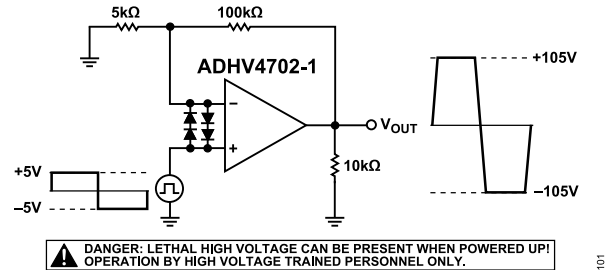 5kΩ
100kΩ
ADHV4702-1
+105V
−
VOUT
+
10kΩ
+5V
−5V
−105V
DANGER: LETHAL HIGH VOLTAGE CAN BE PRESENT WHEN POWERED UP!
OPERATION BY HIGH VOLTAGE TRAINED PERSONNEL ONLY.
101